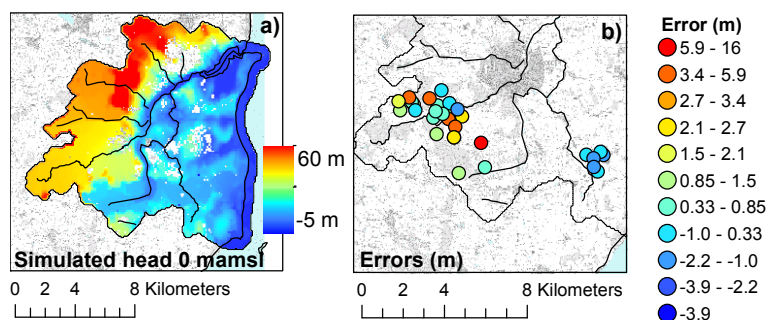 a)
60 m
-5 m
Simulated head 0 mamsl
0 2 4 8 Kilometers
b)
Errors (m)
0 2 4 8 Kilometers
Error (m)
5.9 - 16
3.4 - 5.9
2.7 - 3.4
2.1 - 2.7
1.5 - 2.1
0.85 - 1.5
0.33 - 0.85
-1.0 - 0.33
-2.2 - -1.0
-3.9 - -2.2
-3.9